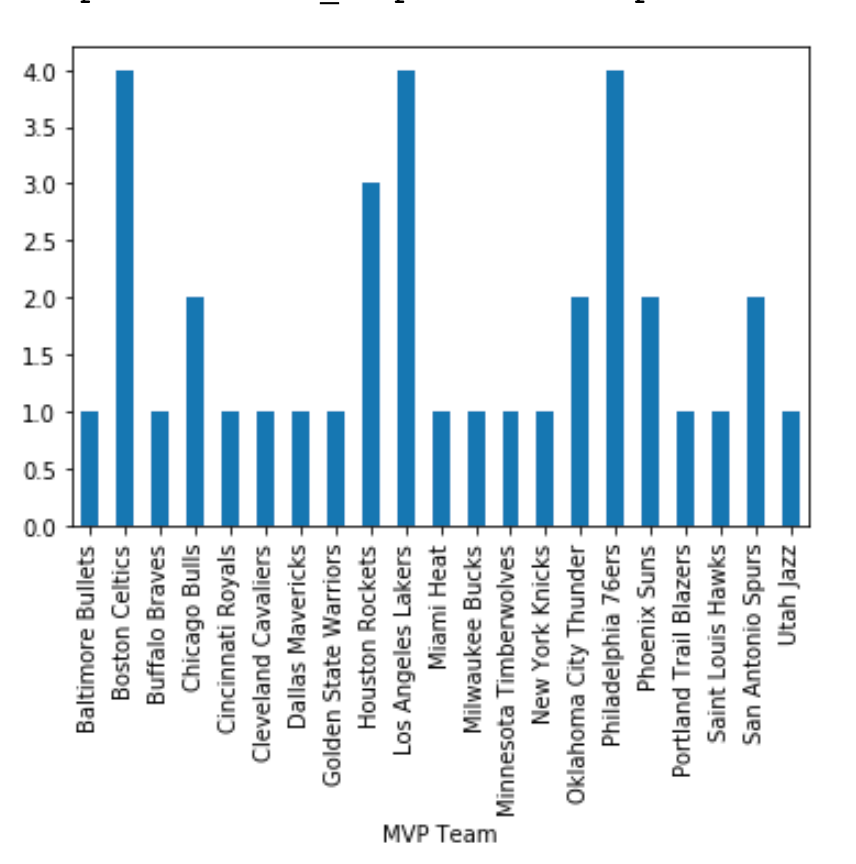 4.0
3.5
3.0
2.5
2.0
1.5
1.0
0.5
0.0
Baltimore Bullets
Boston Celtics
Buffalo Braves
Chicago Bulls
Cincinnati Royals
Cleveland Cavaliers
Dallas Mavericks
Golden State Warriors
Houston Rockets
Los Angeles Lakers
Miami Heat
Milwaukee Bucks
Minnesota Timberwolves
New York Knicks
Oklahoma City Thunder
Philadelphia 76ers
Phoenix Suns
Portland Trail Blazers
Saint Louis Hawks
San Antonio Spurs
Utah Jazz
MVP Team